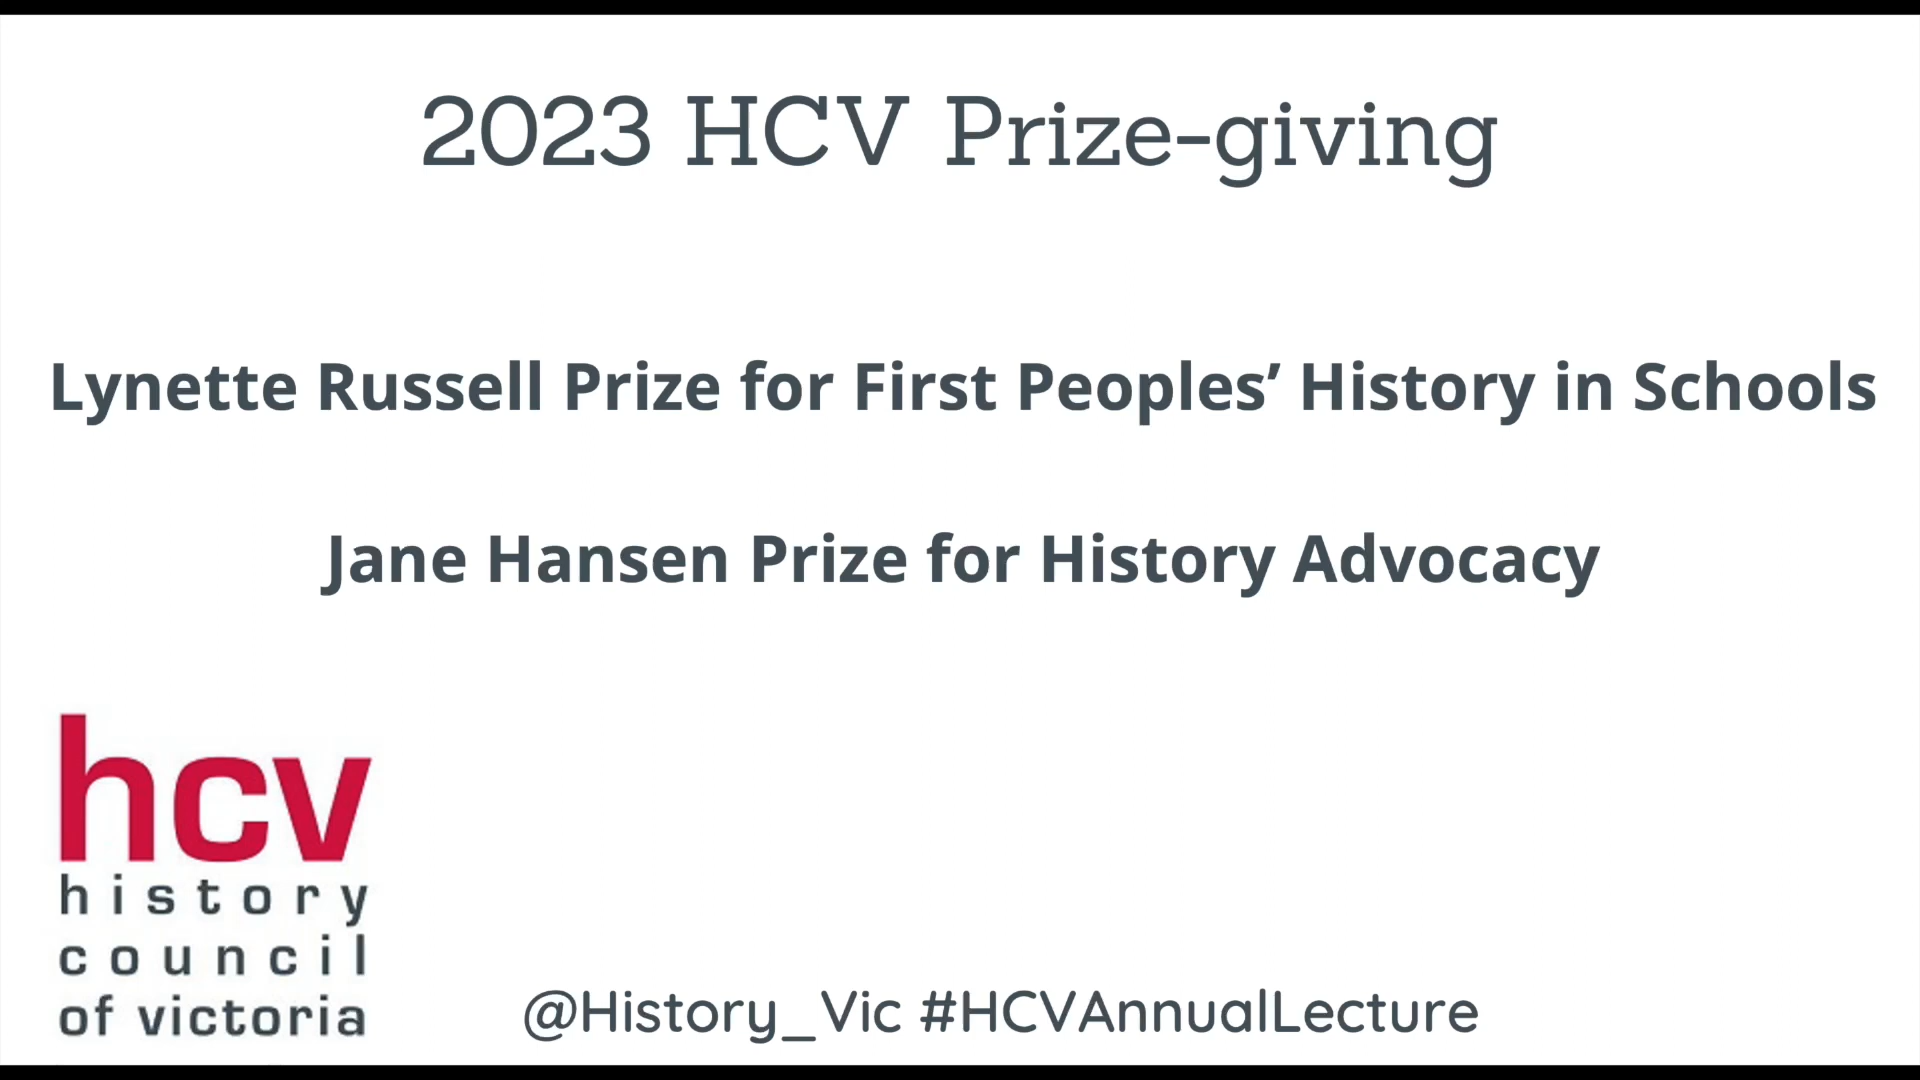 2023 HCV Prize-giving
Lynette Russell Prize for First Peoples’ History in Schools
Jane Hansen Prize for History Advocacy
hcv
history
council
of victoria
@History_Vic #HCVAnnualLecture